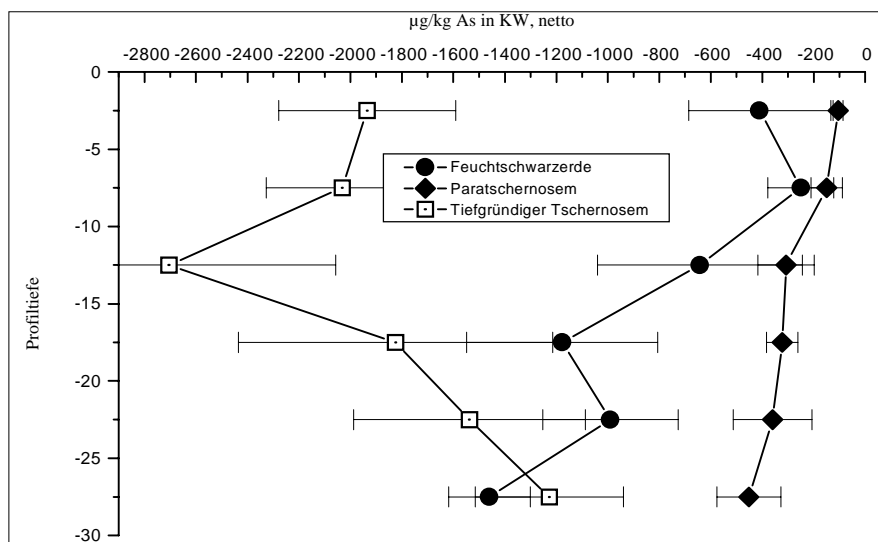 µg/kg As in KW, netto
-2800 -2600 -2400 -2200 -2000 -1800 -1600 -1400 -1200 -1000 -800 -600 -400 -200 0
0
-5
-10
-15
-20
-25
-30
Profiltiefe
Feuchtschwarzerde
Paratschernosem
Tiefgründiger Tschernosem